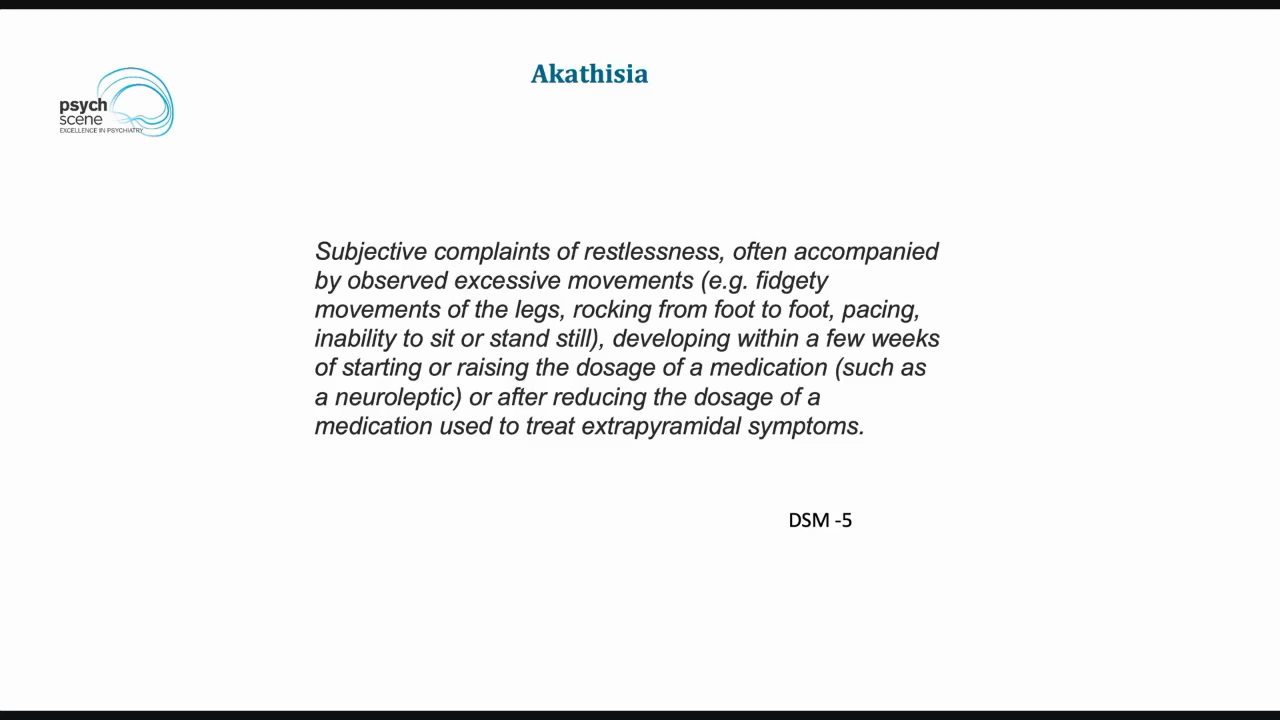 Akathisia
psych
scene
EXCELLENCE IN PSYCHIATRY
Subjective complaints of restlessness, often accompanied
by observed excessive movements (e.g. fidgety
movements of the legs, rocking from foot to foot, pacing,
inability to sit or stand still), developing within a few weeks
of starting or raising the dosage of a medication (such as
a neuroleptic) or after reducing the dosage of a
medication used to treat extrapyramidal symptoms.
DSM -5